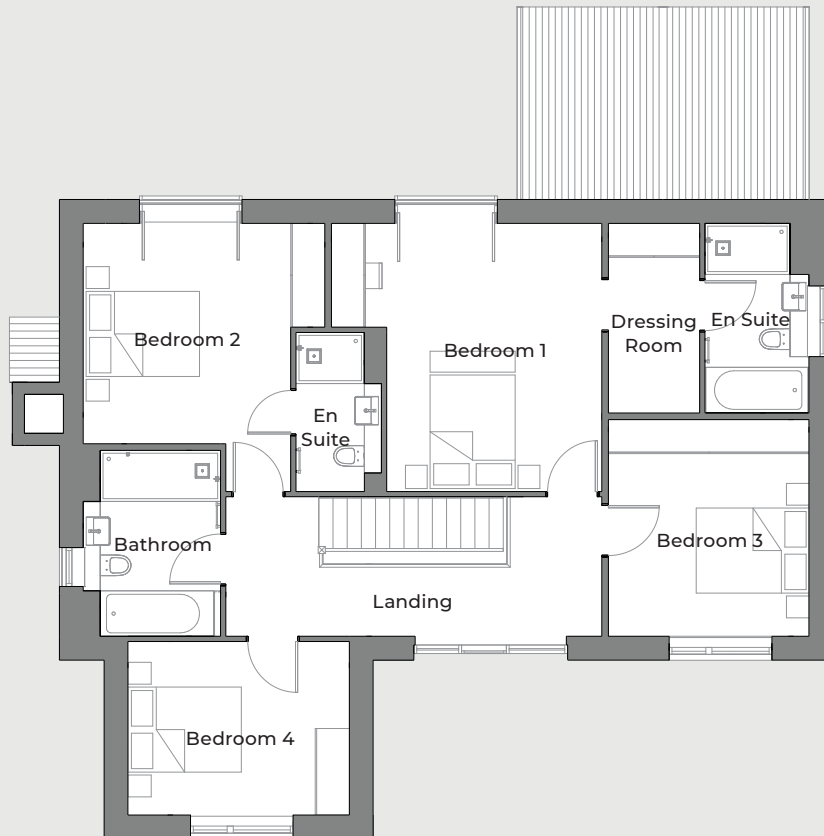 Bedroom 2
Bedroom 1
Dressing
Room
En Suite
En
Suite
Bathroom
Bedroom 3
Landing
Bedroom 4